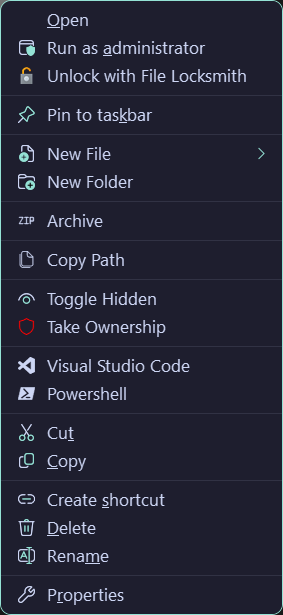 Open
Run as administrator
Unlock with File Locksmith
Pin to taskbar
New File
New Folder
ZIP Archive
Copy Path
Toggle Hidden
Take Ownership
Visual Studio Code
Powershell
Cut
Copy
Create shortcut
Delete
Rename
Properties